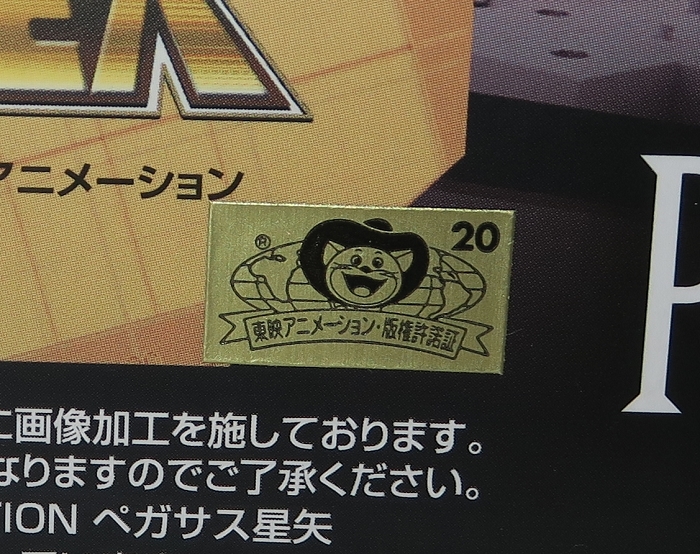 アニメーション
20
®
東映アニメーション・版権許諾証
P
に画像加工を施しております。
なりますのでご了承ください。
TION ペガサス星矢